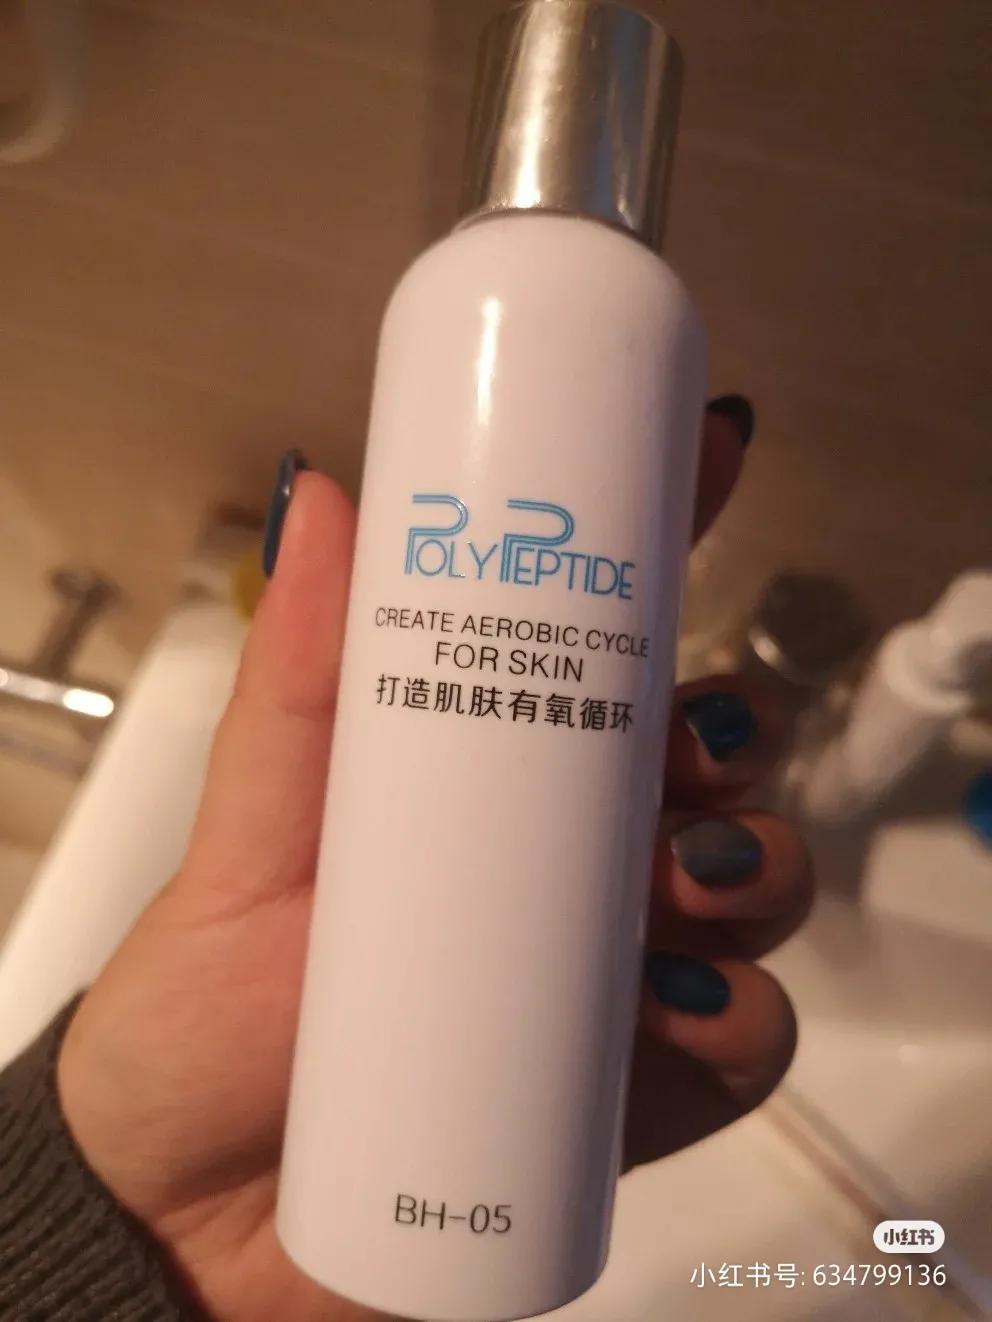 POLYPEPTIDE
CREATE AEROBIC CYCLE
FOR SKIN
打造肌肤有氧循环
BH-05
小红书
小红书号: 634799136